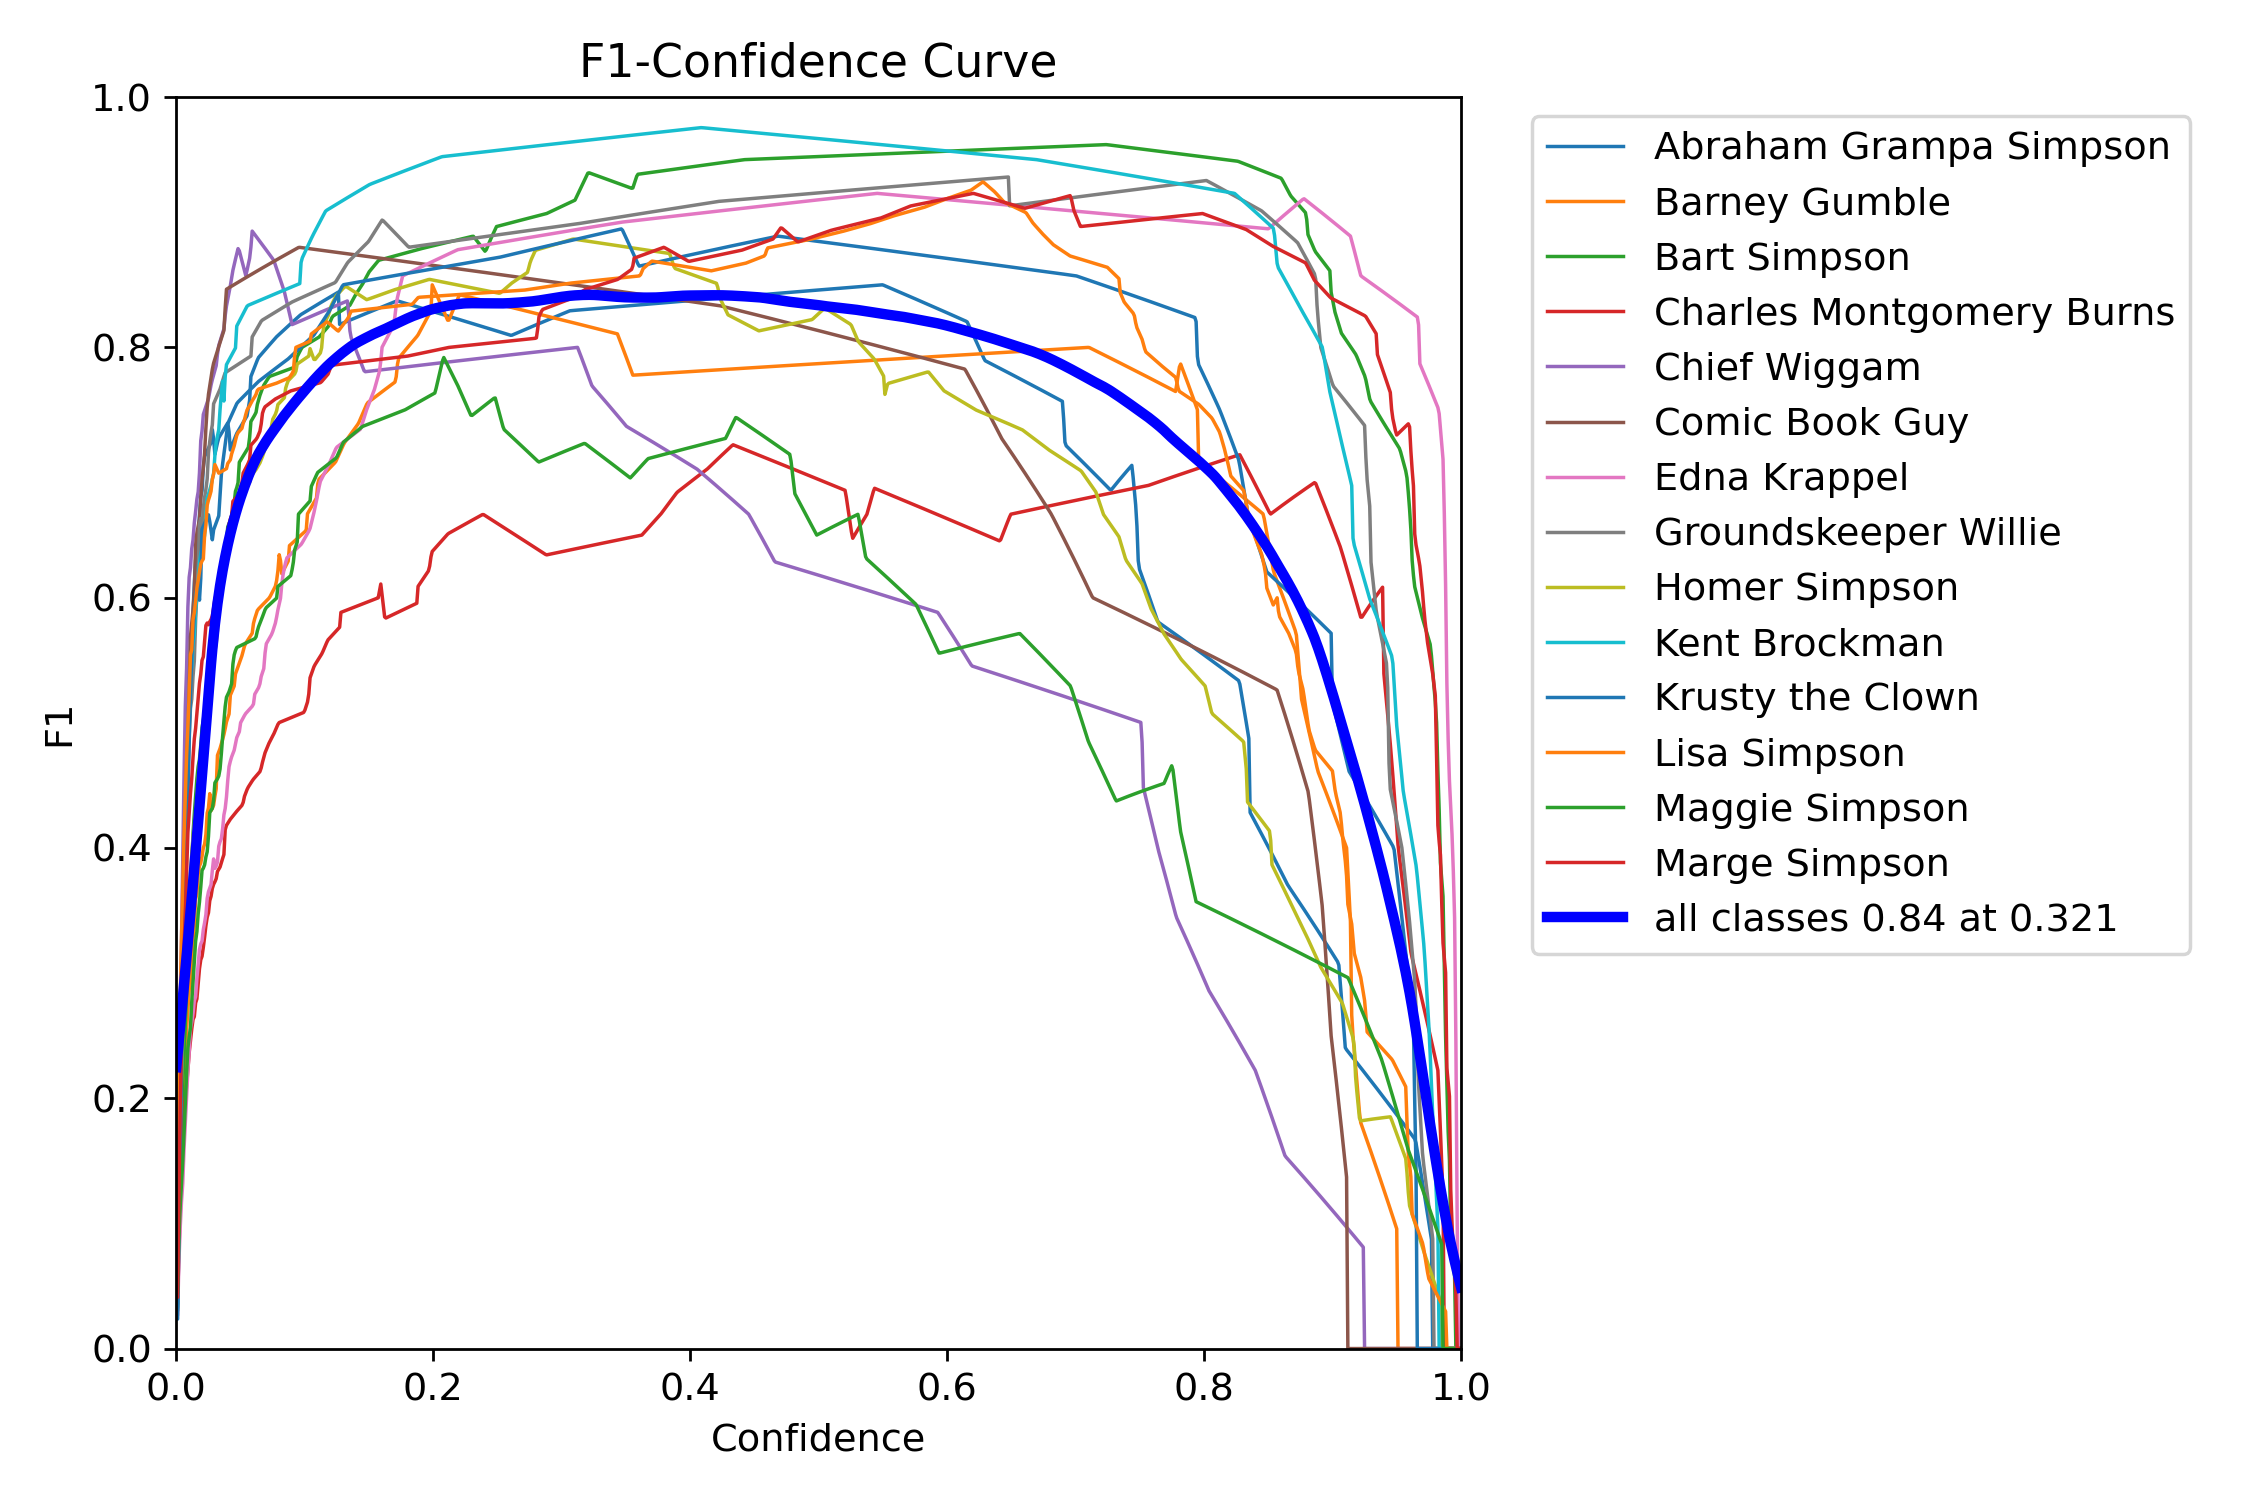 F1-Confidence Curve
1.0
0.8
0.6
0.4
0.2
0.0
F1
0.0 0.2 0.4 0.6 0.8 1.0
Confidence
Abraham Grampa Simpson
Barney Gumble
Bart Simpson
Charles Montgomery Burns
Chief Wiggam
Comic Book Guy
Edna Krappel
Groundskeeper Willie
Homer Simpson
Kent Brockman
Krusty the Clown
Lisa Simpson
Maggie Simpson
Marge Simpson
all classes 0.84 at 0.321